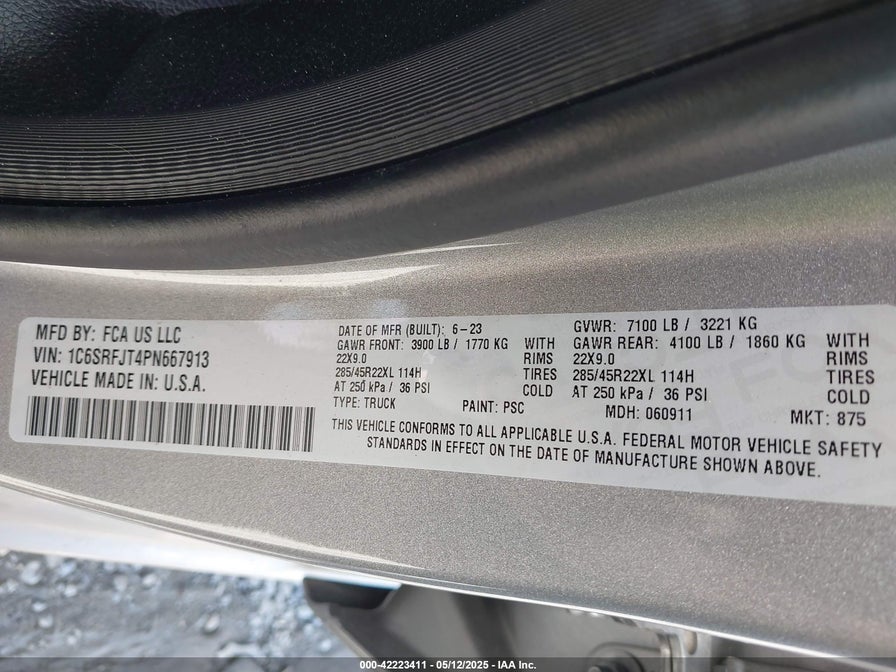 MFD BY: FCA US LLC
VIN: 1C6SRFJT4PN667913
VEHICLE MADE IN: U.S.A.
DATE OF MFR (BUILT): 6-23
GAWR FRONT: 3900 LB / 1770 KG WITH
22X9.0 RIMS
285/45R22XL 114H TIRES
AT 250 kPa / 36 PSI COLD
TYPE: TRUCK PAINT: PSC
GVWR: 7100 LB / 3221 KG
GAWR REAR: 4100 LB / 1860 KG WITH
22X9.0 RIMS
285/45R22XL 114H TIRES
AT 250 kPa / 36 PSI COLD
MDH: 060911 MKT: 875
THIS VEHICLE CONFORMS TO ALL APPLICABLE U.S.A. FEDERAL MOTOR VEHICLE SAFETY
STANDARDS IN EFFECT ON THE DATE OF MANUFACTURE SHOWN ABOVE.
000-42223411 - 05/12/2025 - IAA Inc.